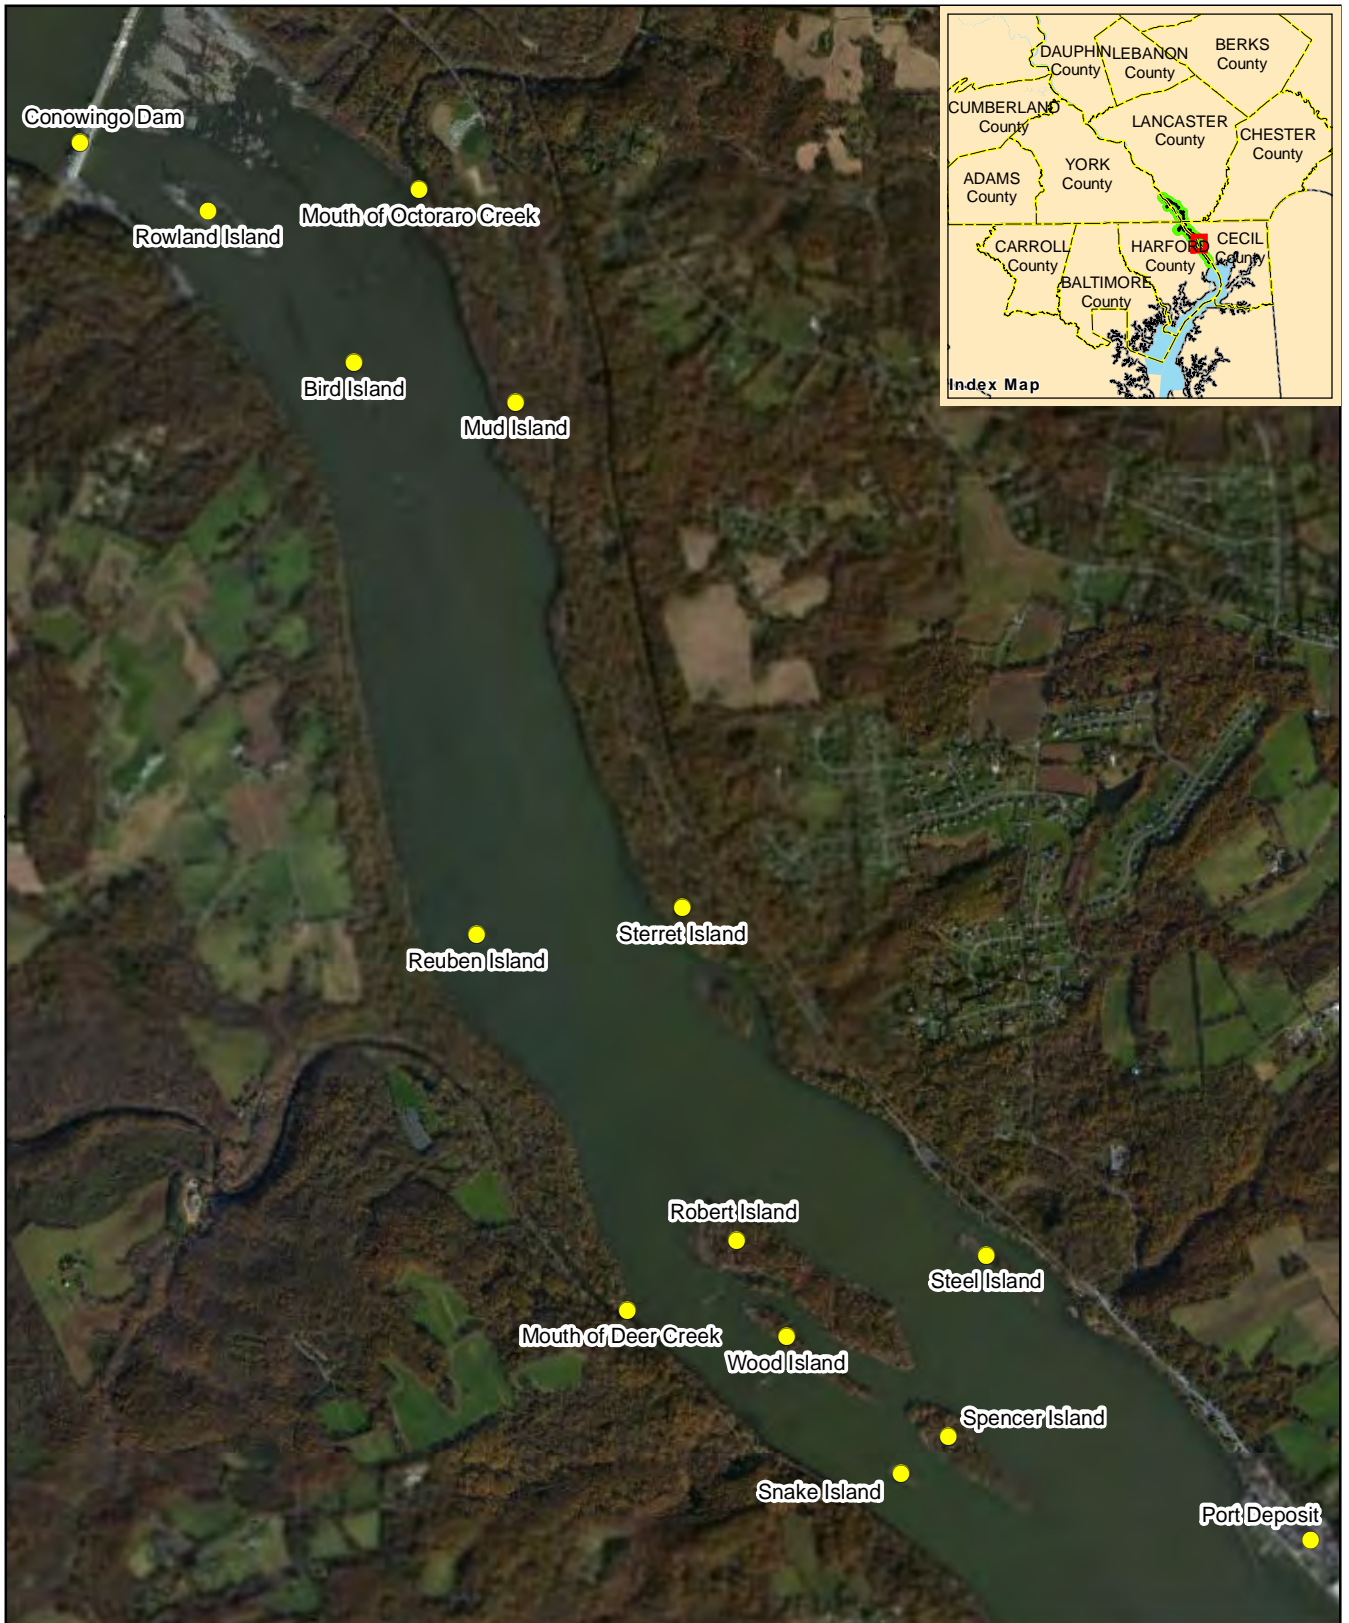 Conowingo Dam
Mouth of Octoraro Creek
Rowland Island
Bird Island
Mud Island
Sterret Island
Reuben Island
Robert Island
Steel Island
Mouth of Deer Creek
Wood Island
Spencer Island
Snake Island
Port Deposit
DAUPHIN
County
LEBANON
County
BERKS
County
CUMBERLAND
County
LANCASTER
County
CHESTER
County
YORK
County
ADAMS
County
CARROLL
County
HARFORD
County
CECIL
County
BALTIMORE
County
Index Map